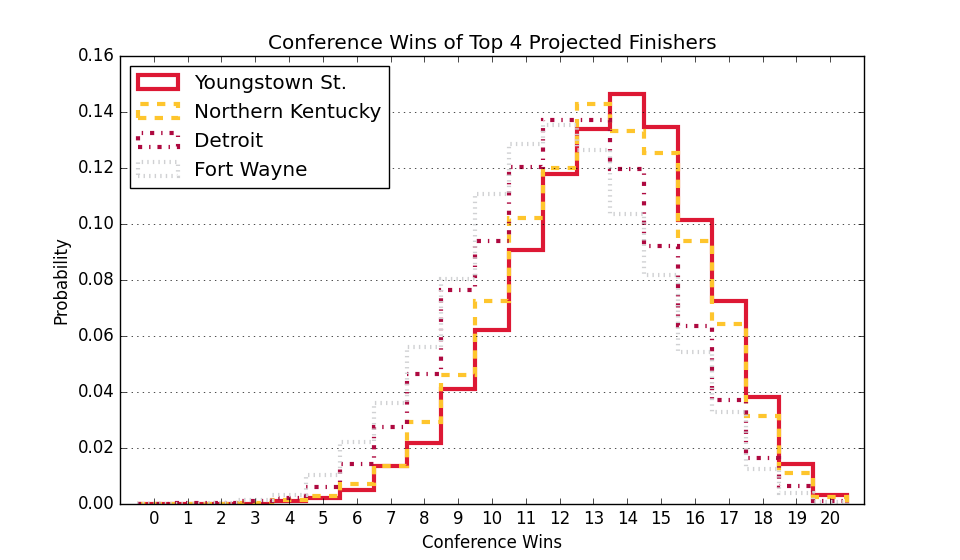 Conference Wins of Top 4 Projected Finishers
0.16
0.14
0.12
0.10
0.08
0.06
0.04
0.02
0.00
Probability
Youngstown St.
Northern Kentucky
Detroit
Fort Wayne
0 1 2 3 4 5 6 7 8 9 10 11 12 13 14 15 16 17 18 19 20
Conference Wins